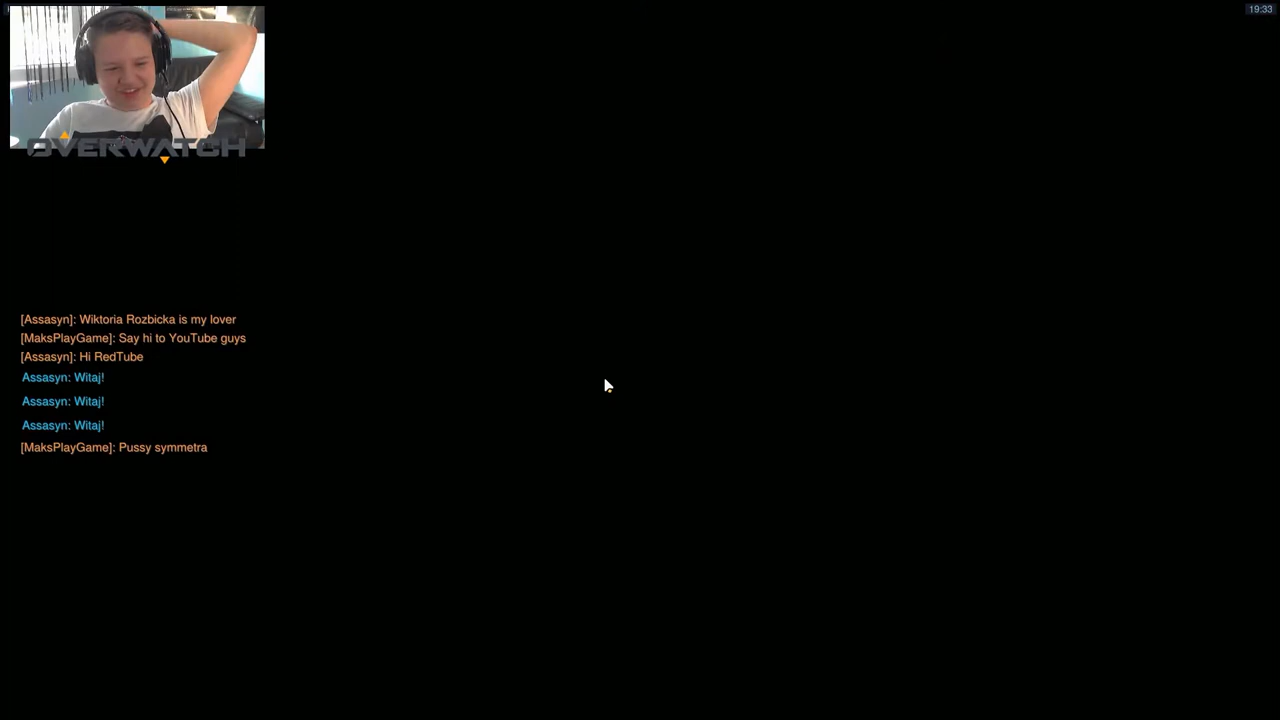 19:33
OVERWATCH
[Assasyn]: Wiktoria Rozbicka is my lover
[MaksPlayGame]: Say hi to YouTube guys
[Assasyn]: Hi RedTube
Assasyn: Witaj!
Assasyn: Witaj!
Assasyn: Witaj!
[MaksPlayGame]: Pussy symmetra